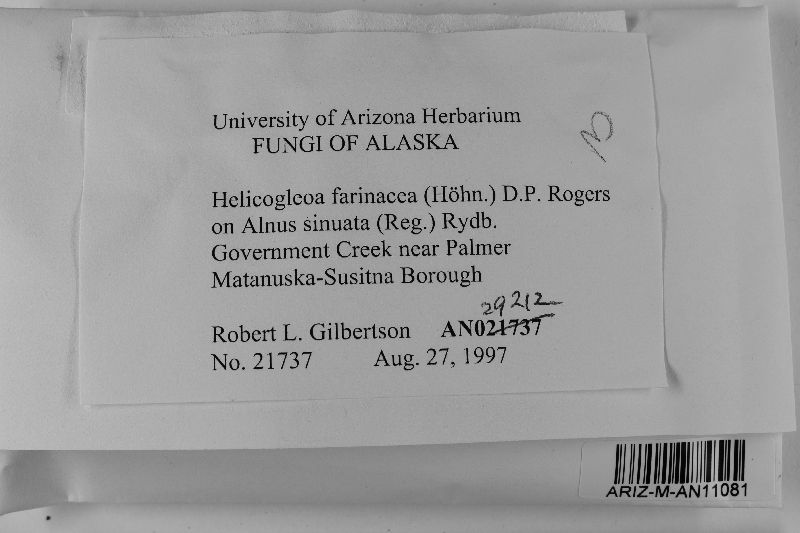 University of Arizona Herbarium
FUNGI OF ALASKA
Helicogleoa farinacea (Höhn.) D.P. Rogers
on Alnus sinuata (Reg.) Rydb.
Government Creek near Palmer
Matanuska-Susitna Borough
29212
Robert L. Gilbertson AN021737
No. 21737 Aug. 27, 1997
ARIZ-M-AN11081